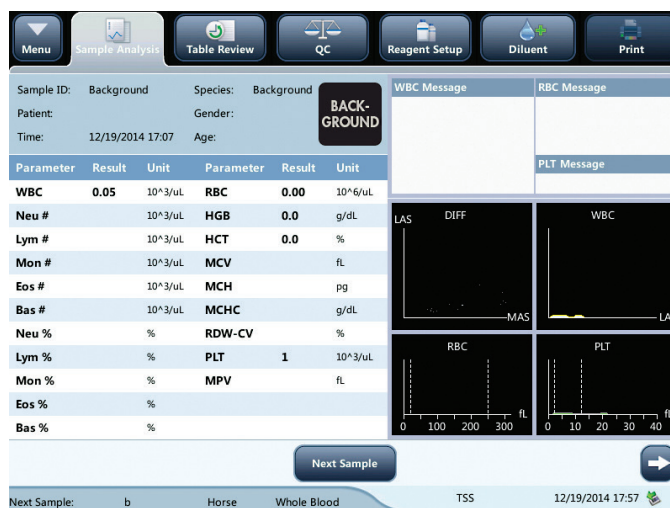 Menu Sample Analysis Table Review QC Reagent Setup Diluent Print
Sample ID: Background Species: Background
Patient: Gender:
Time: 12/19/2014 17:07 Age:
BACK-
GROUND
WBC Message RBC Message
PLT Message
Parameter Result Unit Parameter Result Unit
WBC 0.05 10^3/uL RBC 0.00 10^6/uL
Neu # 10^3/uL HGB 0.0 g/dL
Lym # 10^3/uL HCT 0.0 %
Mon # 10^3/uL MCV fL
Eos # 10^3/uL MCH pg
Bas # 10^3/uL MCHC g/dL
Neu % % RDW-CV %
Lym % % PLT 1 10^3/uL
Mon % % MPV fL
Eos % %
Bas % %
LAS DIFF MAS
WBC LA
RBC
0 100 200 300 fL
PLT
0 10 20 30 40 fl
Next Sample
Next Sample: b Horse Whole Blood TSS 12/19/2014 17:57